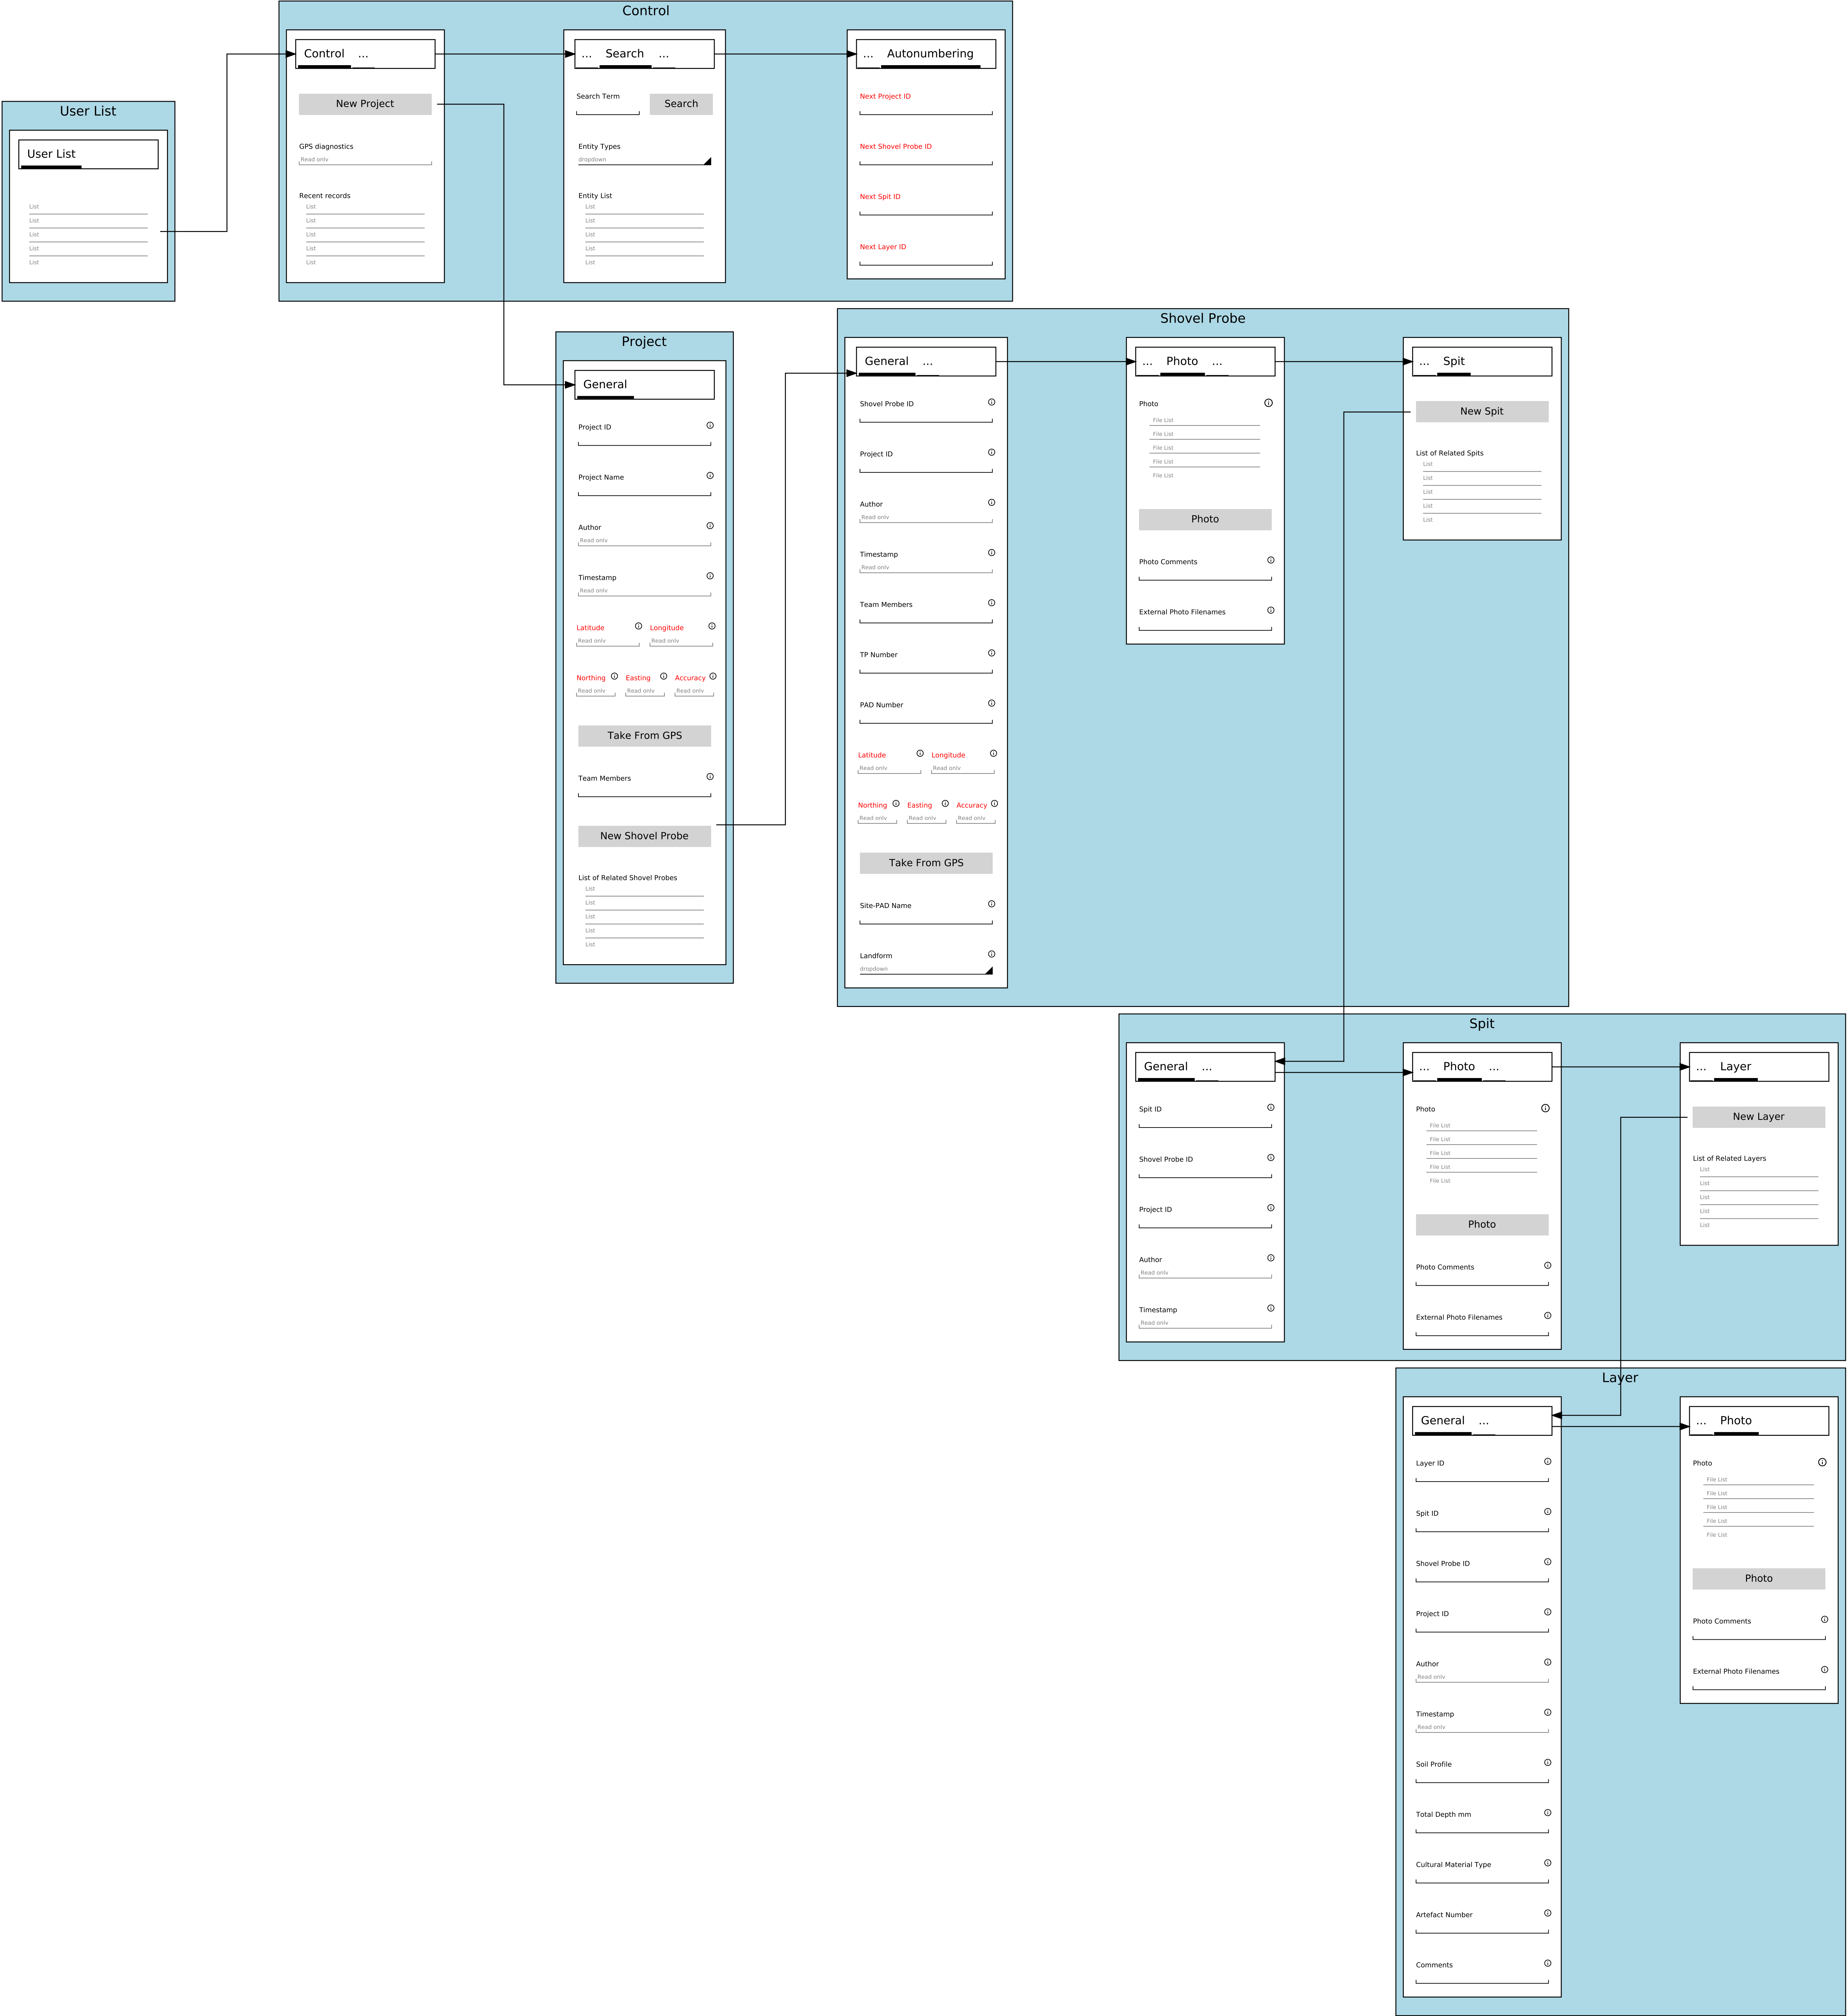 Control
Control ...
New Project
GPS diagnostics
Read only
Recent records
List
List
List
List
List
... Search ...
Search Term
Search
Entity Types
dropdown
Entity List
List
List
List
List
List
... Autonumbering
Next Project ID
Next Shovel Probe ID
Next Spit ID
Next Layer ID
User List
User List
List
List
List
List
List
Project
General
Project ID
Project Name
Author
Read only
Timestamp
Read only
Latitude Longitude
Read only Read only
Northing Easting Accuracy
Read only Read only Read only
Take From GPS
Team Members
New Shovel Probe
List of Related Shovel Probes
List
List
List
List
List
Shovel Probe
General ...
Shovel Probe ID
Project ID
Author
Read only
Timestamp
Read only
Team Members
TP Number
PAD Number
Latitude Longitude
Read only Read only
Northing Easting Accuracy
Read only Read only Read only
Take From GPS
Site-PAD Name
Landform
dropdown
... Photo ...
Photo
File List
File List
File List
File List
File List
Photo
Photo Comments
External Photo Filenames
... Spit
New Spit
List of Related Spits
List
List
List
List
List
Spit
General ...
Spit ID
Shovel Probe ID
Project ID
Author
Read only
Timestamp
Read only
... Photo ...
Photo
File List
File List
File List
File List
File List
Photo
Photo Comments
External Photo Filenames
... Layer
New Layer
List of Related Layers
List
List
List
List
List
Layer
General ...
Layer ID
Spit ID
Shovel Probe ID
Project ID
Author
Read only
Timestamp
Read only
Soil Profile
Total Depth mm
Cultural Material Type
Artefact Number
Comments
... Photo
Photo
File List
File List
File List
File List
File List
Photo
Photo Comments
External Photo Filenames